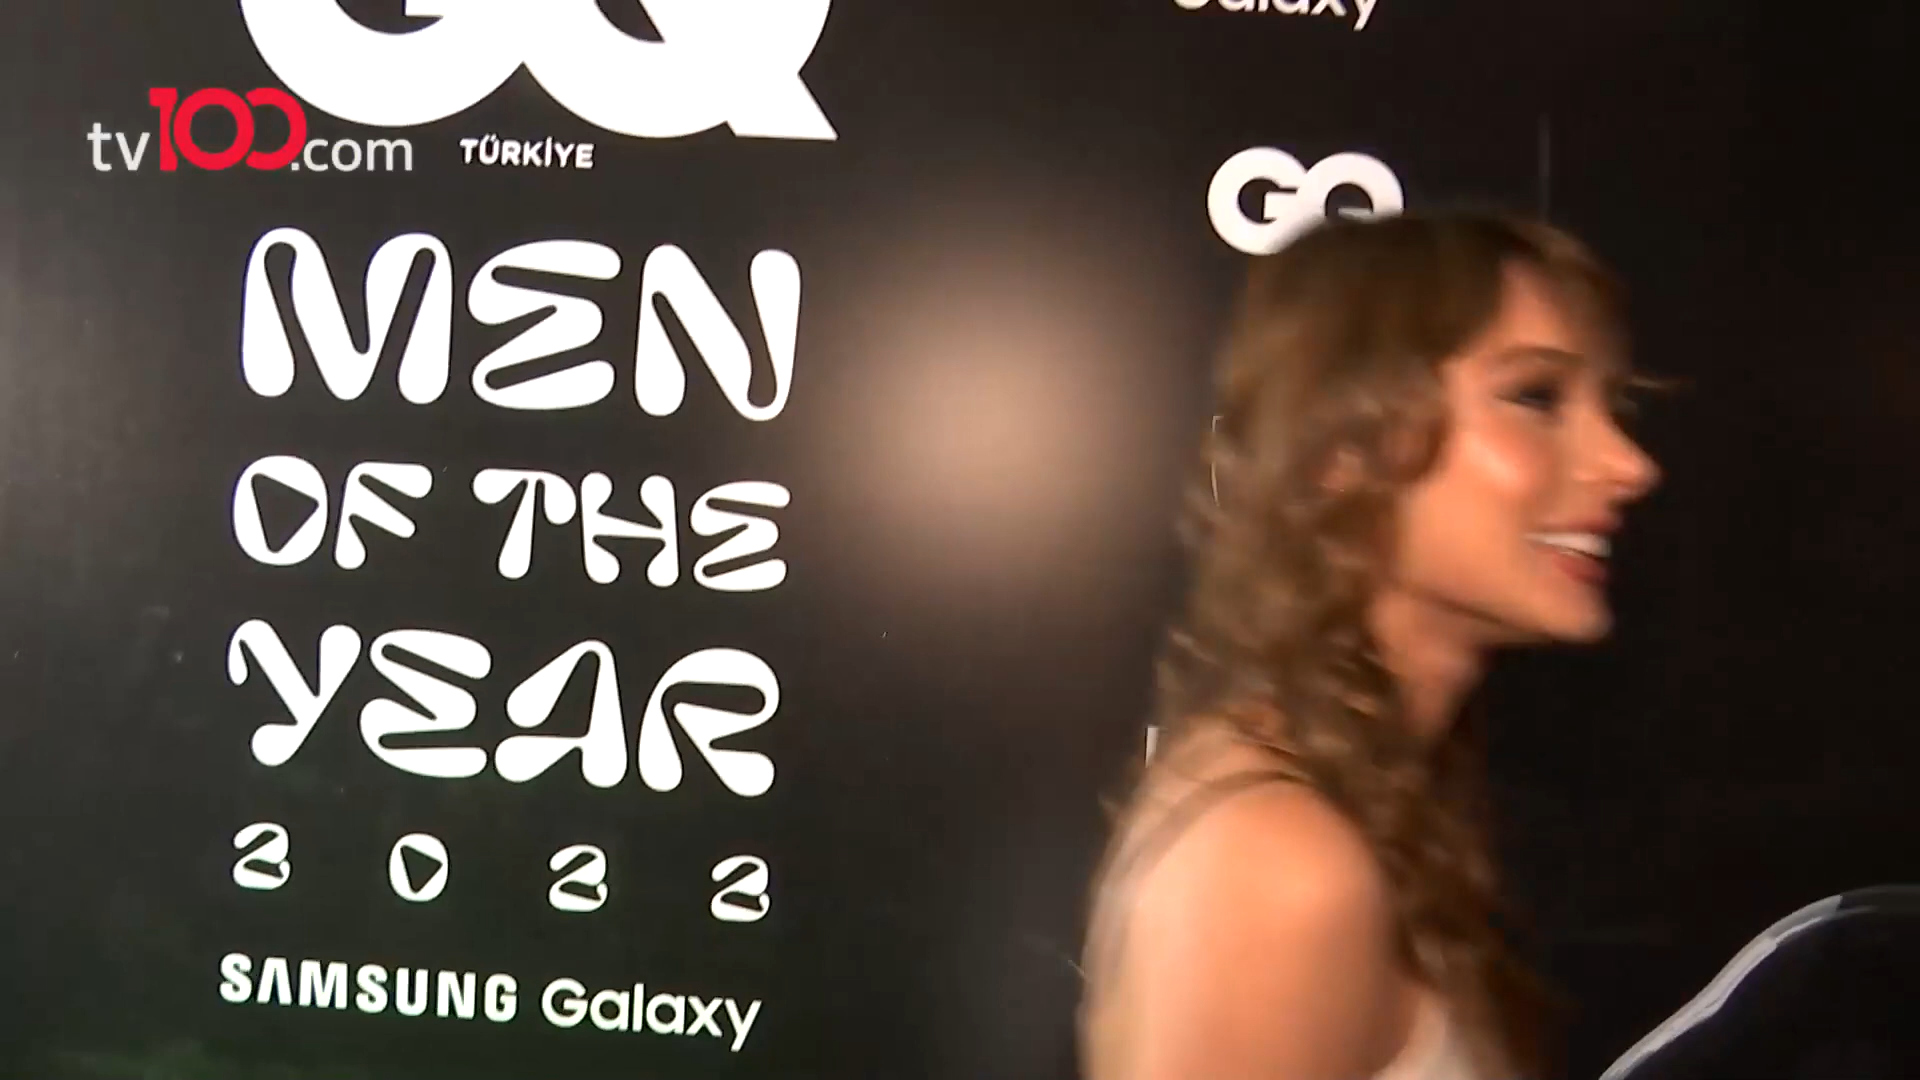 GQ
Galaxy
tv100.com
TÜRKİYE
GQ
MEN
OF THE
YEAR
2022
SAMSUNG Galaxy